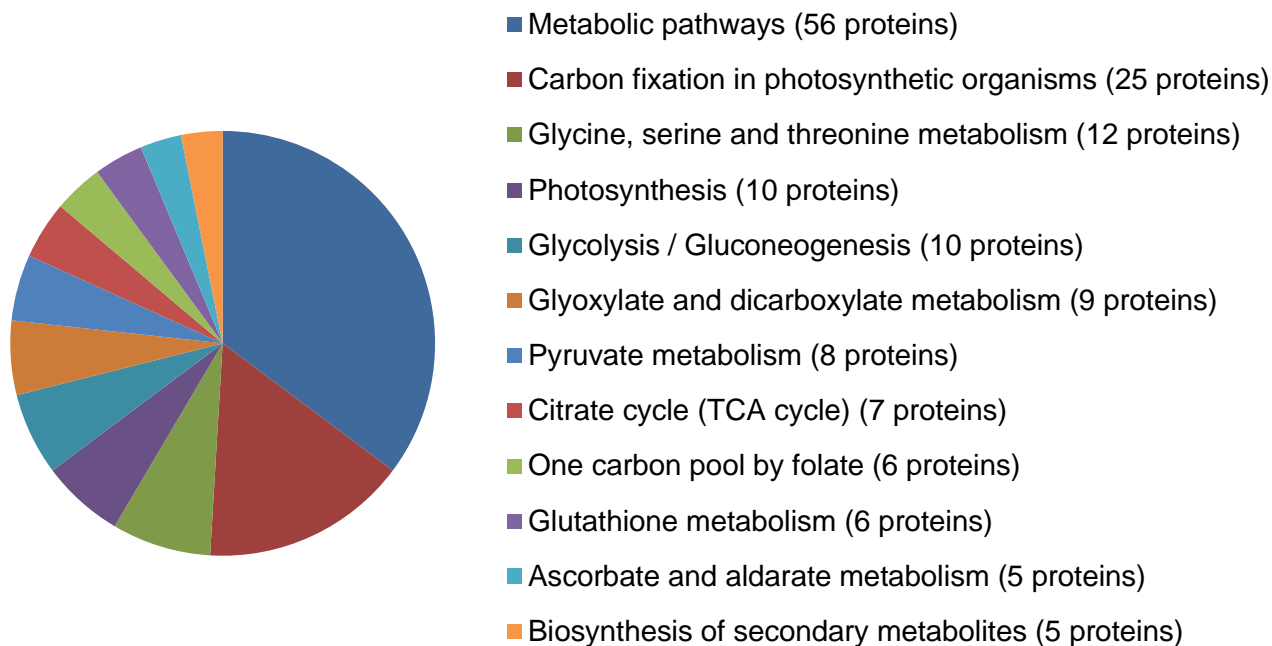 Metabolic pathways (56 proteins)
Carbon fixation in photosynthetic organisms (25 proteins)
Glycine, serine and threonine metabolism (12 proteins)
Photosynthesis (10 proteins)
Glycolysis / Gluconeogenesis (10 proteins)
Glyoxylate and dicarboxylate metabolism (9 proteins)
Pyruvate metabolism (8 proteins)
Citrate cycle (TCA cycle) (7 proteins)
One carbon pool by folate (6 proteins)
Glutathione metabolism (6 proteins)
Ascorbate and aldarate metabolism (5 proteins)
Biosynthesis of secondary metabolites (5 proteins)